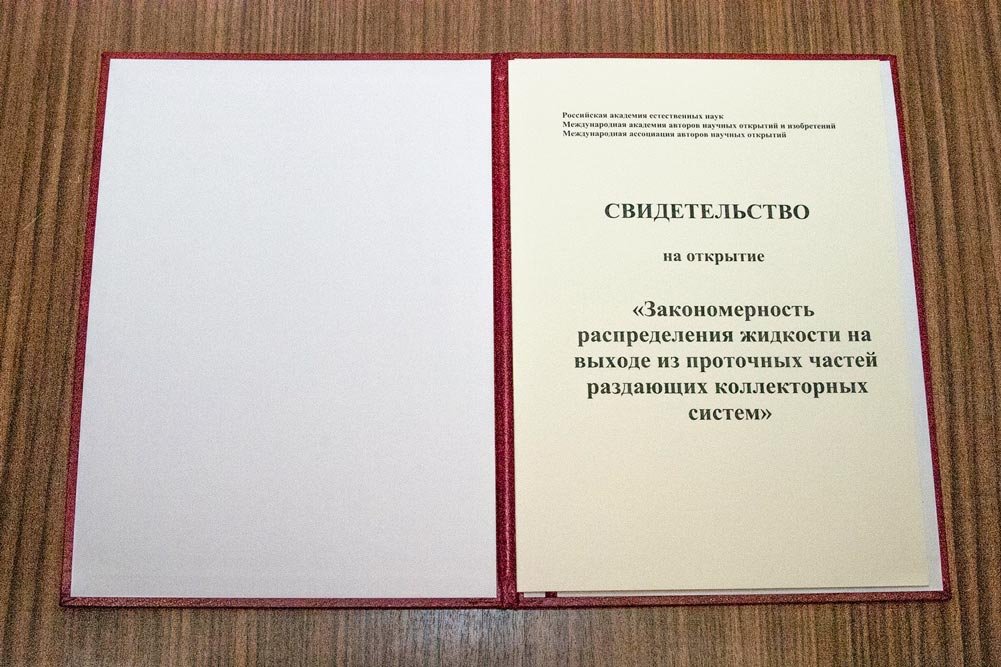 Российская академия естественных наук
Международная академия авторов научных открытий и изобретений
Международная ассоциация авторов научных открытий
СВИДЕТЕЛЬСТВО
на открытие
«Закономерность
распределения жидкости на
выходе из проточных частей
раздающих коллекторных
систем»